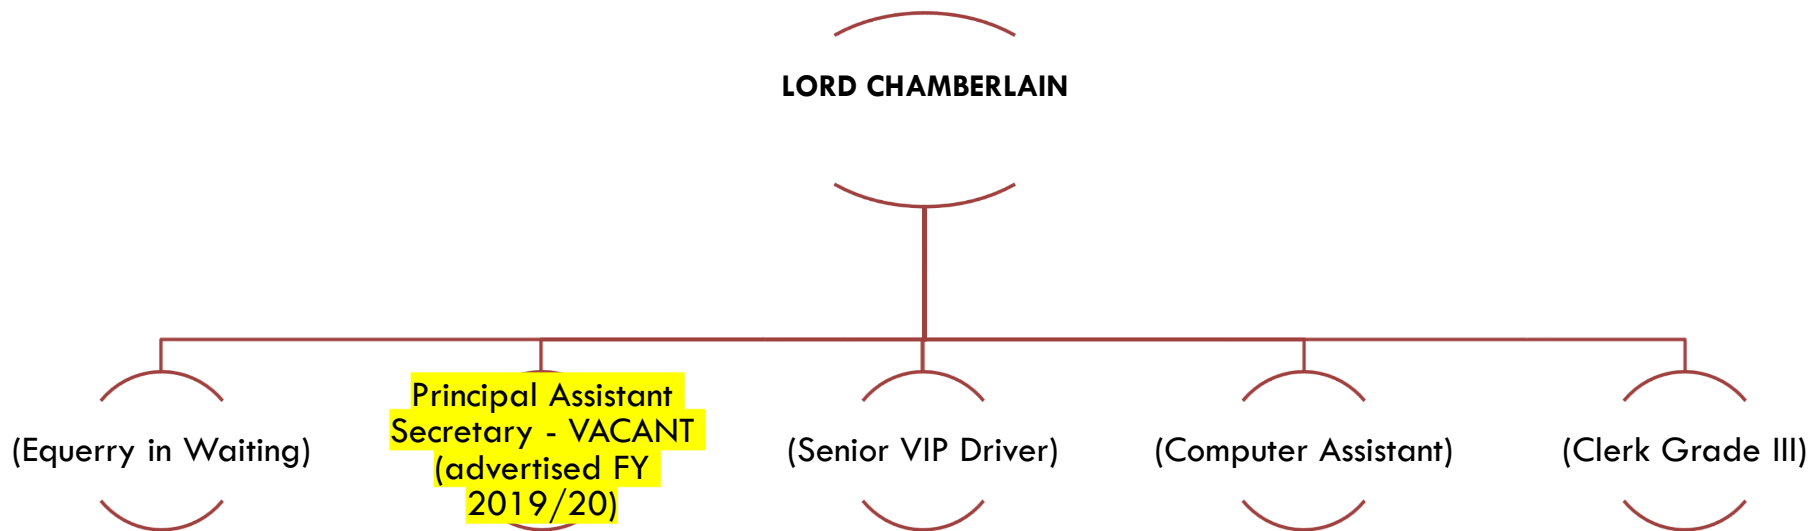 LORD CHAMBERLAIN
(Equerry in Waiting)
Principal Assistant
Secretary - VACANT
(advertised FY
2019/20)
(Senior VIP Driver)
(Computer Assistant)
(Clerk Grade III)